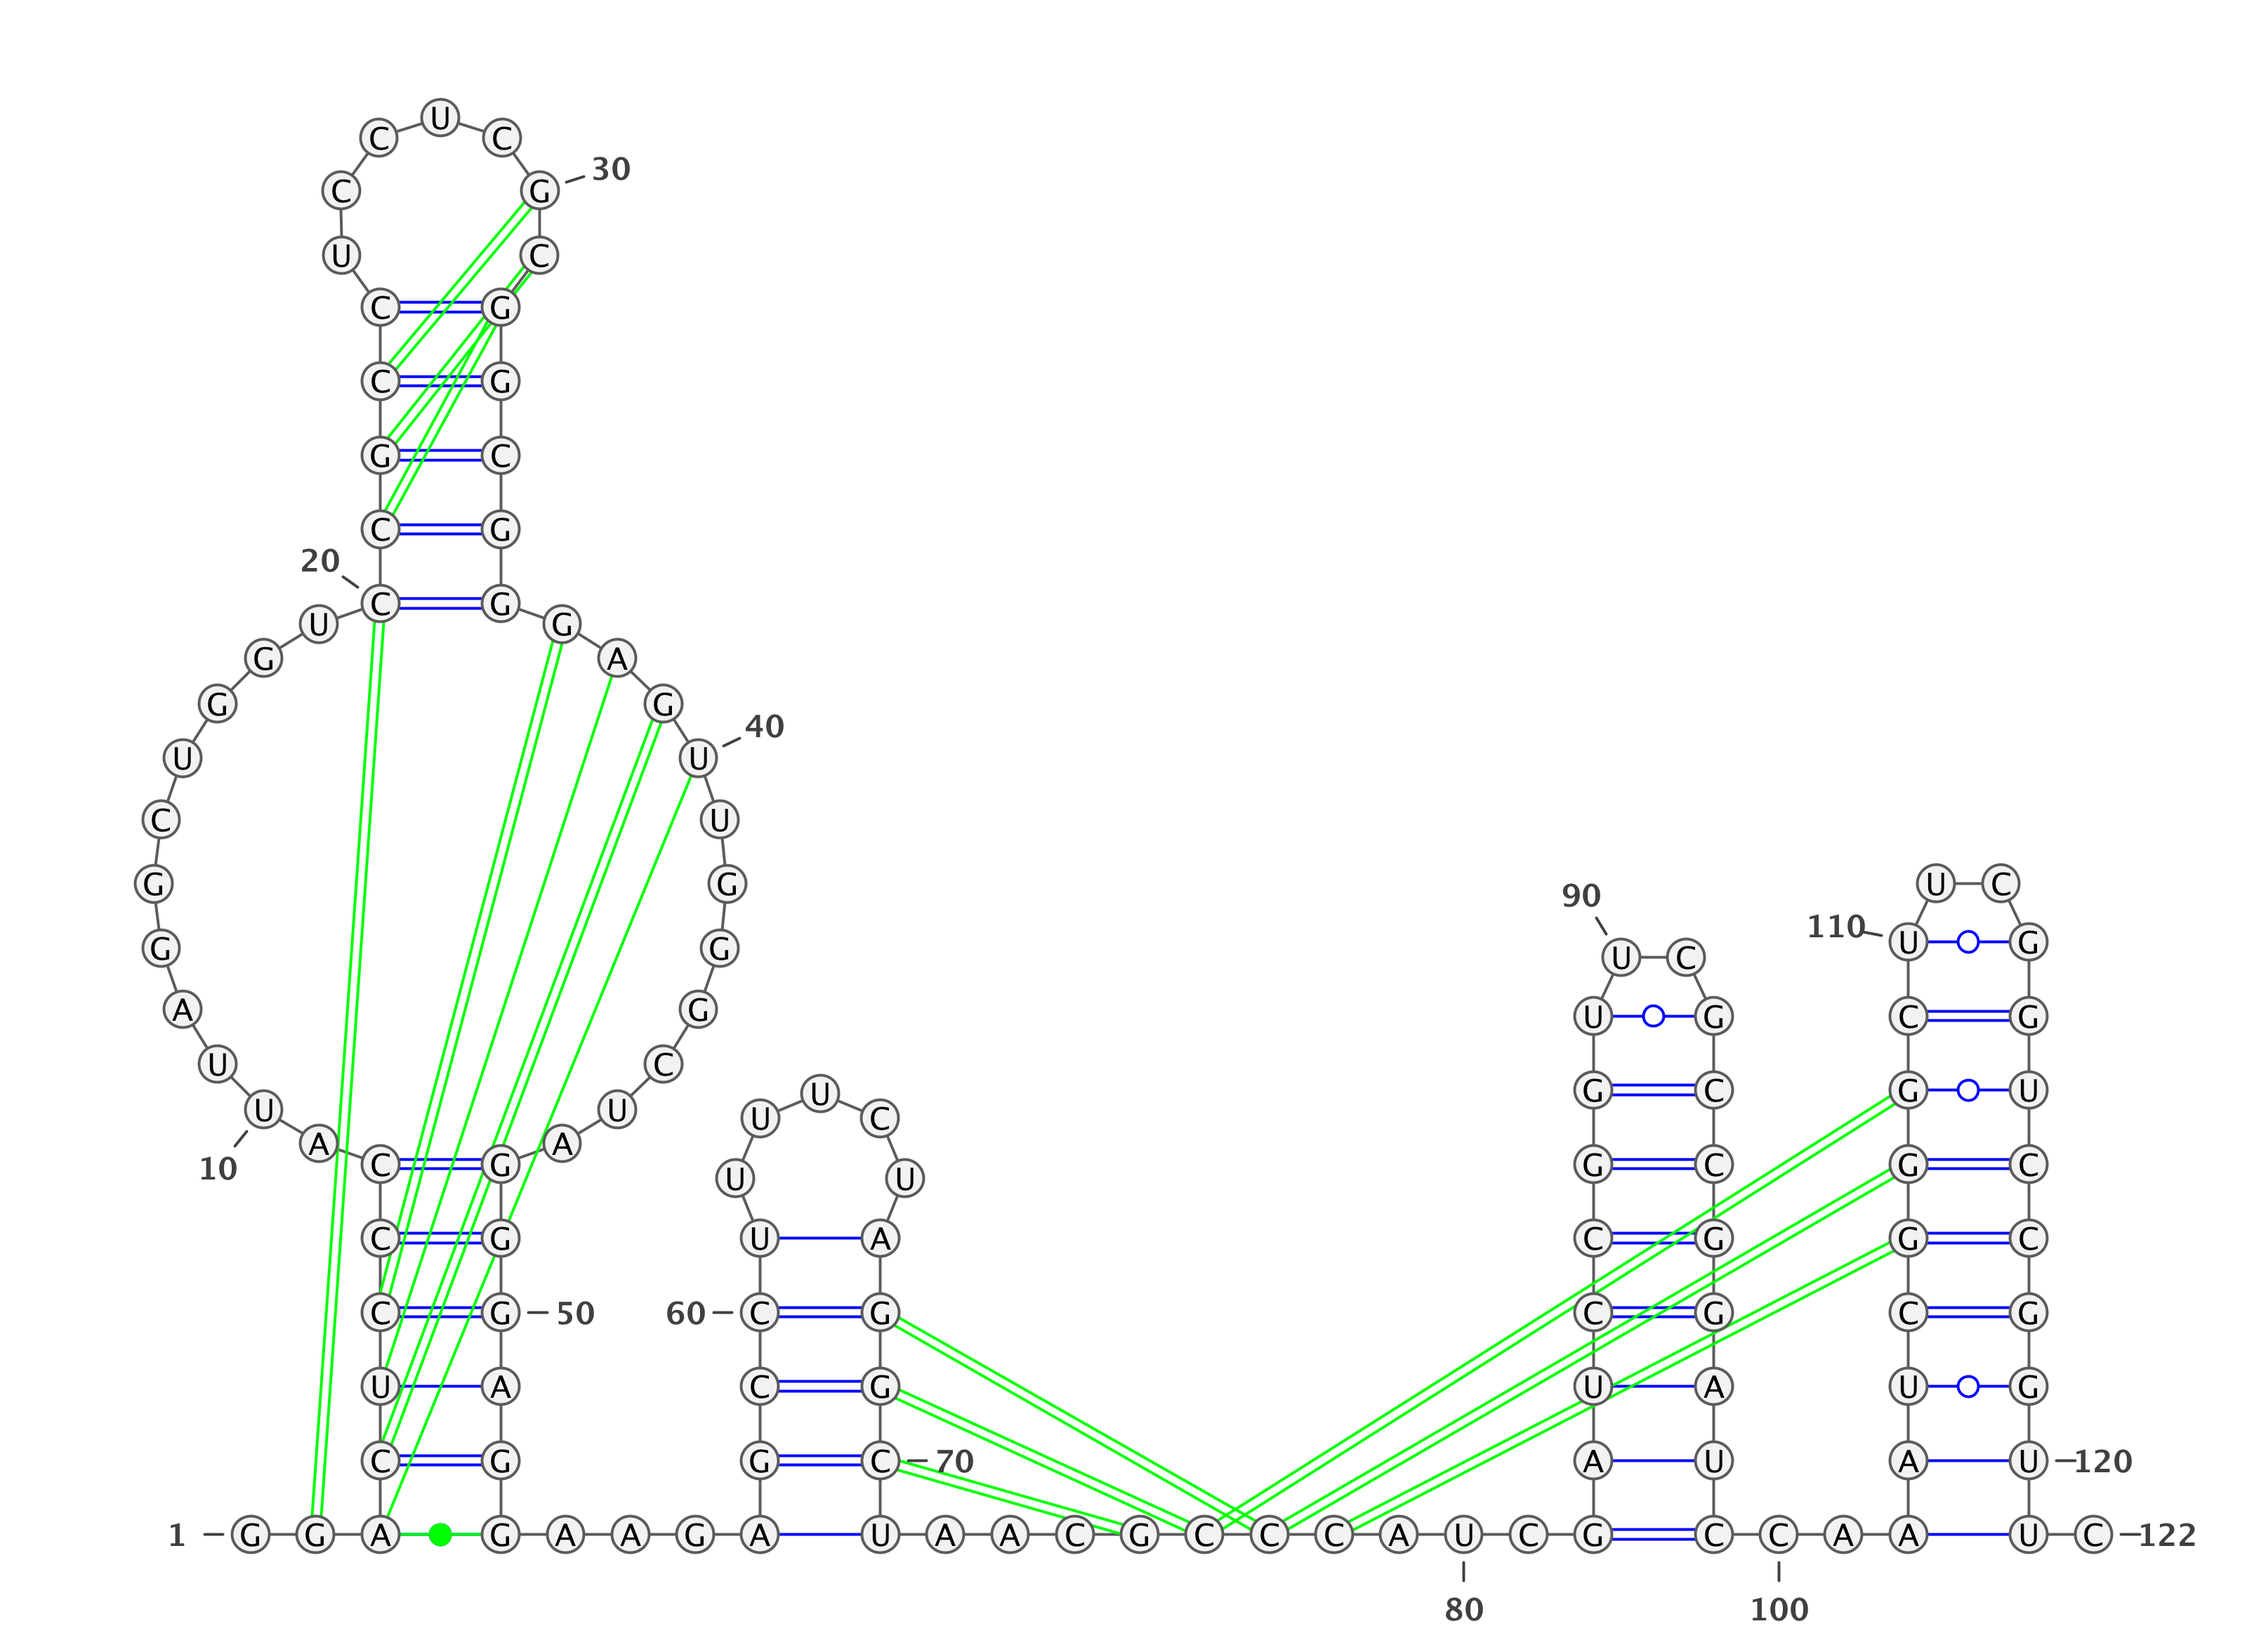 U
C C
30
C G
U C
C G
C G
G C
C G
20
C G
U G
G A
G G
40
U U
C U
G G U C
90
110
U G
G G U C
A G U G C G
U C
G C G U
U
U U
U C
A A
C G G C G C
10
U U
C G U A C G G C
C G 50 60 C G C G C G
U A C G U A U G
C G G C 70 A U A U 120
1 G G A G A A G A U A A C G C C C A U C G C C A A U C 122
80 100